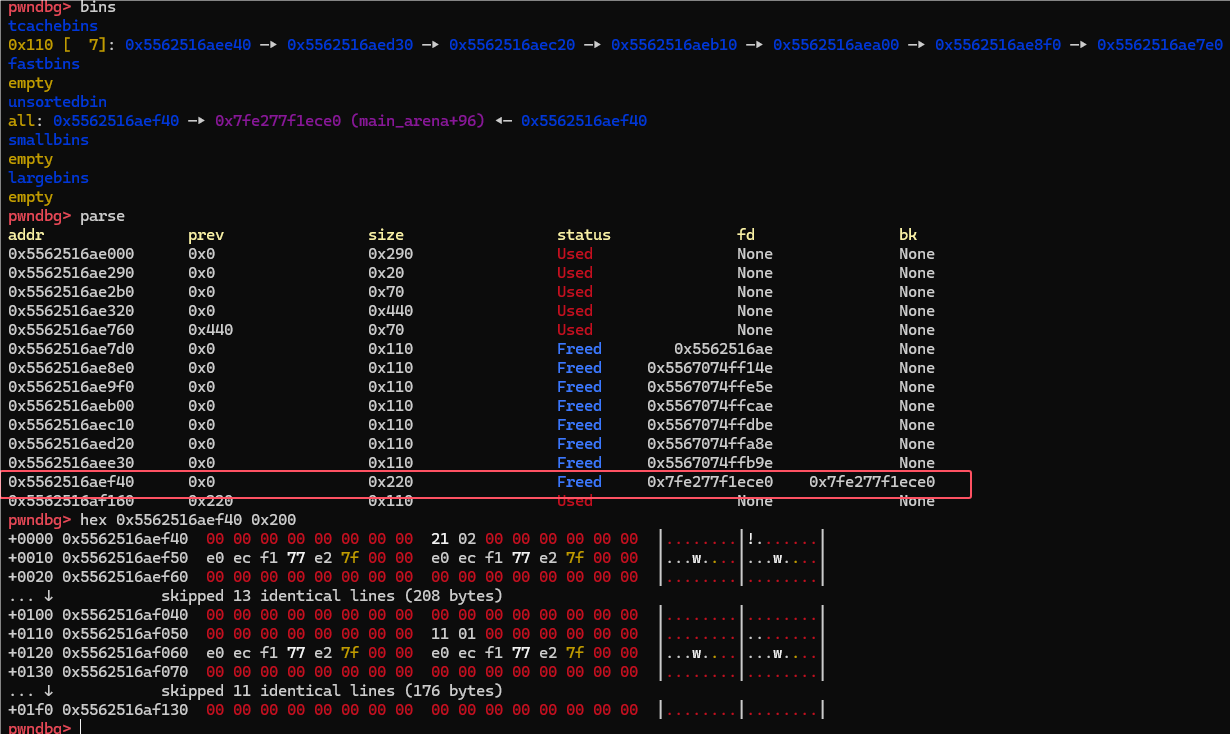 pwndbg> bins
tcachebins
0x110 [  7]: 0x5562516aee40 —▸ 0x5562516aed30 —▸ 0x5562516aec20 —▸ 0x5562516aeb10 —▸ 0x5562516aea00 —▸ 0x5562516ae8f0 —▸ 0x5562516ae7e0
fastbins
empty
unsortedbin
all: 0x5562516aef40 —▸ 0x7fe277f1ece0 (main_arena+96) ◂— 0x5562516aef40
smallbins
empty
largebins
empty
pwndbg> parse
addr                prev                size                 status               fd                bk
0x5562516ae000      0x0                 0x290                Used                None              None
0x5562516ae290      0x0                 0x20                 Used                None              None
0x5562516ae2b0      0x0                 0x70                 Used                None              None
0x5562516ae320      0x0                 0x440                Used                None              None
0x5562516ae760      0x440               0x70                 Used                None              None
0x5562516ae7d0      0x0                 0x110                Freed        0x5562516ae              None
0x5562516ae8e0      0x0                 0x110                Freed     0x5567074ff14e              None
0x5562516ae9f0      0x0                 0x110                Freed     0x5567074ffe5e              None
0x5562516aeb00      0x0                 0x110                Freed     0x5567074ffcae              None
0x5562516aec10      0x0                 0x110                Freed     0x5567074ffdbe              None
0x5562516aed20      0x0                 0x110                Freed     0x5567074ffa8e              None
0x5562516aee30      0x0                 0x110                Freed     0x5567074ffb9e              None
0x5562516aef40      0x0                 0x220                Freed     0x7fe277f1ece0    0x7fe277f1ece0
0x5562516af160      0x220               0x110                Used                None              None
pwndbg> hex 0x5562516aef40 0x200
+0000 0x5562516aef40  00 00 00 00 00 00 00 00  21 02 00 00 00 00 00 00  |........|!.......|
+0010 0x5562516aef50  e0 ec f1 77 e2 7f 00 00  e0 ec f1 77 e2 7f 00 00  |...w....|...w....|
+0020 0x5562516aef60  00 00 00 00 00 00 00 00  00 00 00 00 00 00 00 00  |........|........|
... ↓            skipped 13 identical lines (208 bytes)
+0100 0x5562516af040  00 00 00 00 00 00 00 00  00 00 00 00 00 00 00 00  |........|........|
+0110 0x5562516af050  00 00 00 00 00 00 00 00  11 01 00 00 00 00 00 00  |........|........|
+0120 0x5562516af060  e0 ec f1 77 e2 7f 00 00  e0 ec f1 77 e2 7f 00 00  |...w....|...w....|
+0130 0x5562516af070  00 00 00 00 00 00 00 00  00 00 00 00 00 00 00 00  |........|........|
... ↓            skipped 11 identical lines (176 bytes)
+01f0 0x5562516af130  00 00 00 00 00 00 00 00  00 00 00 00 00 00 00 00  |........|........|
pwndbg>